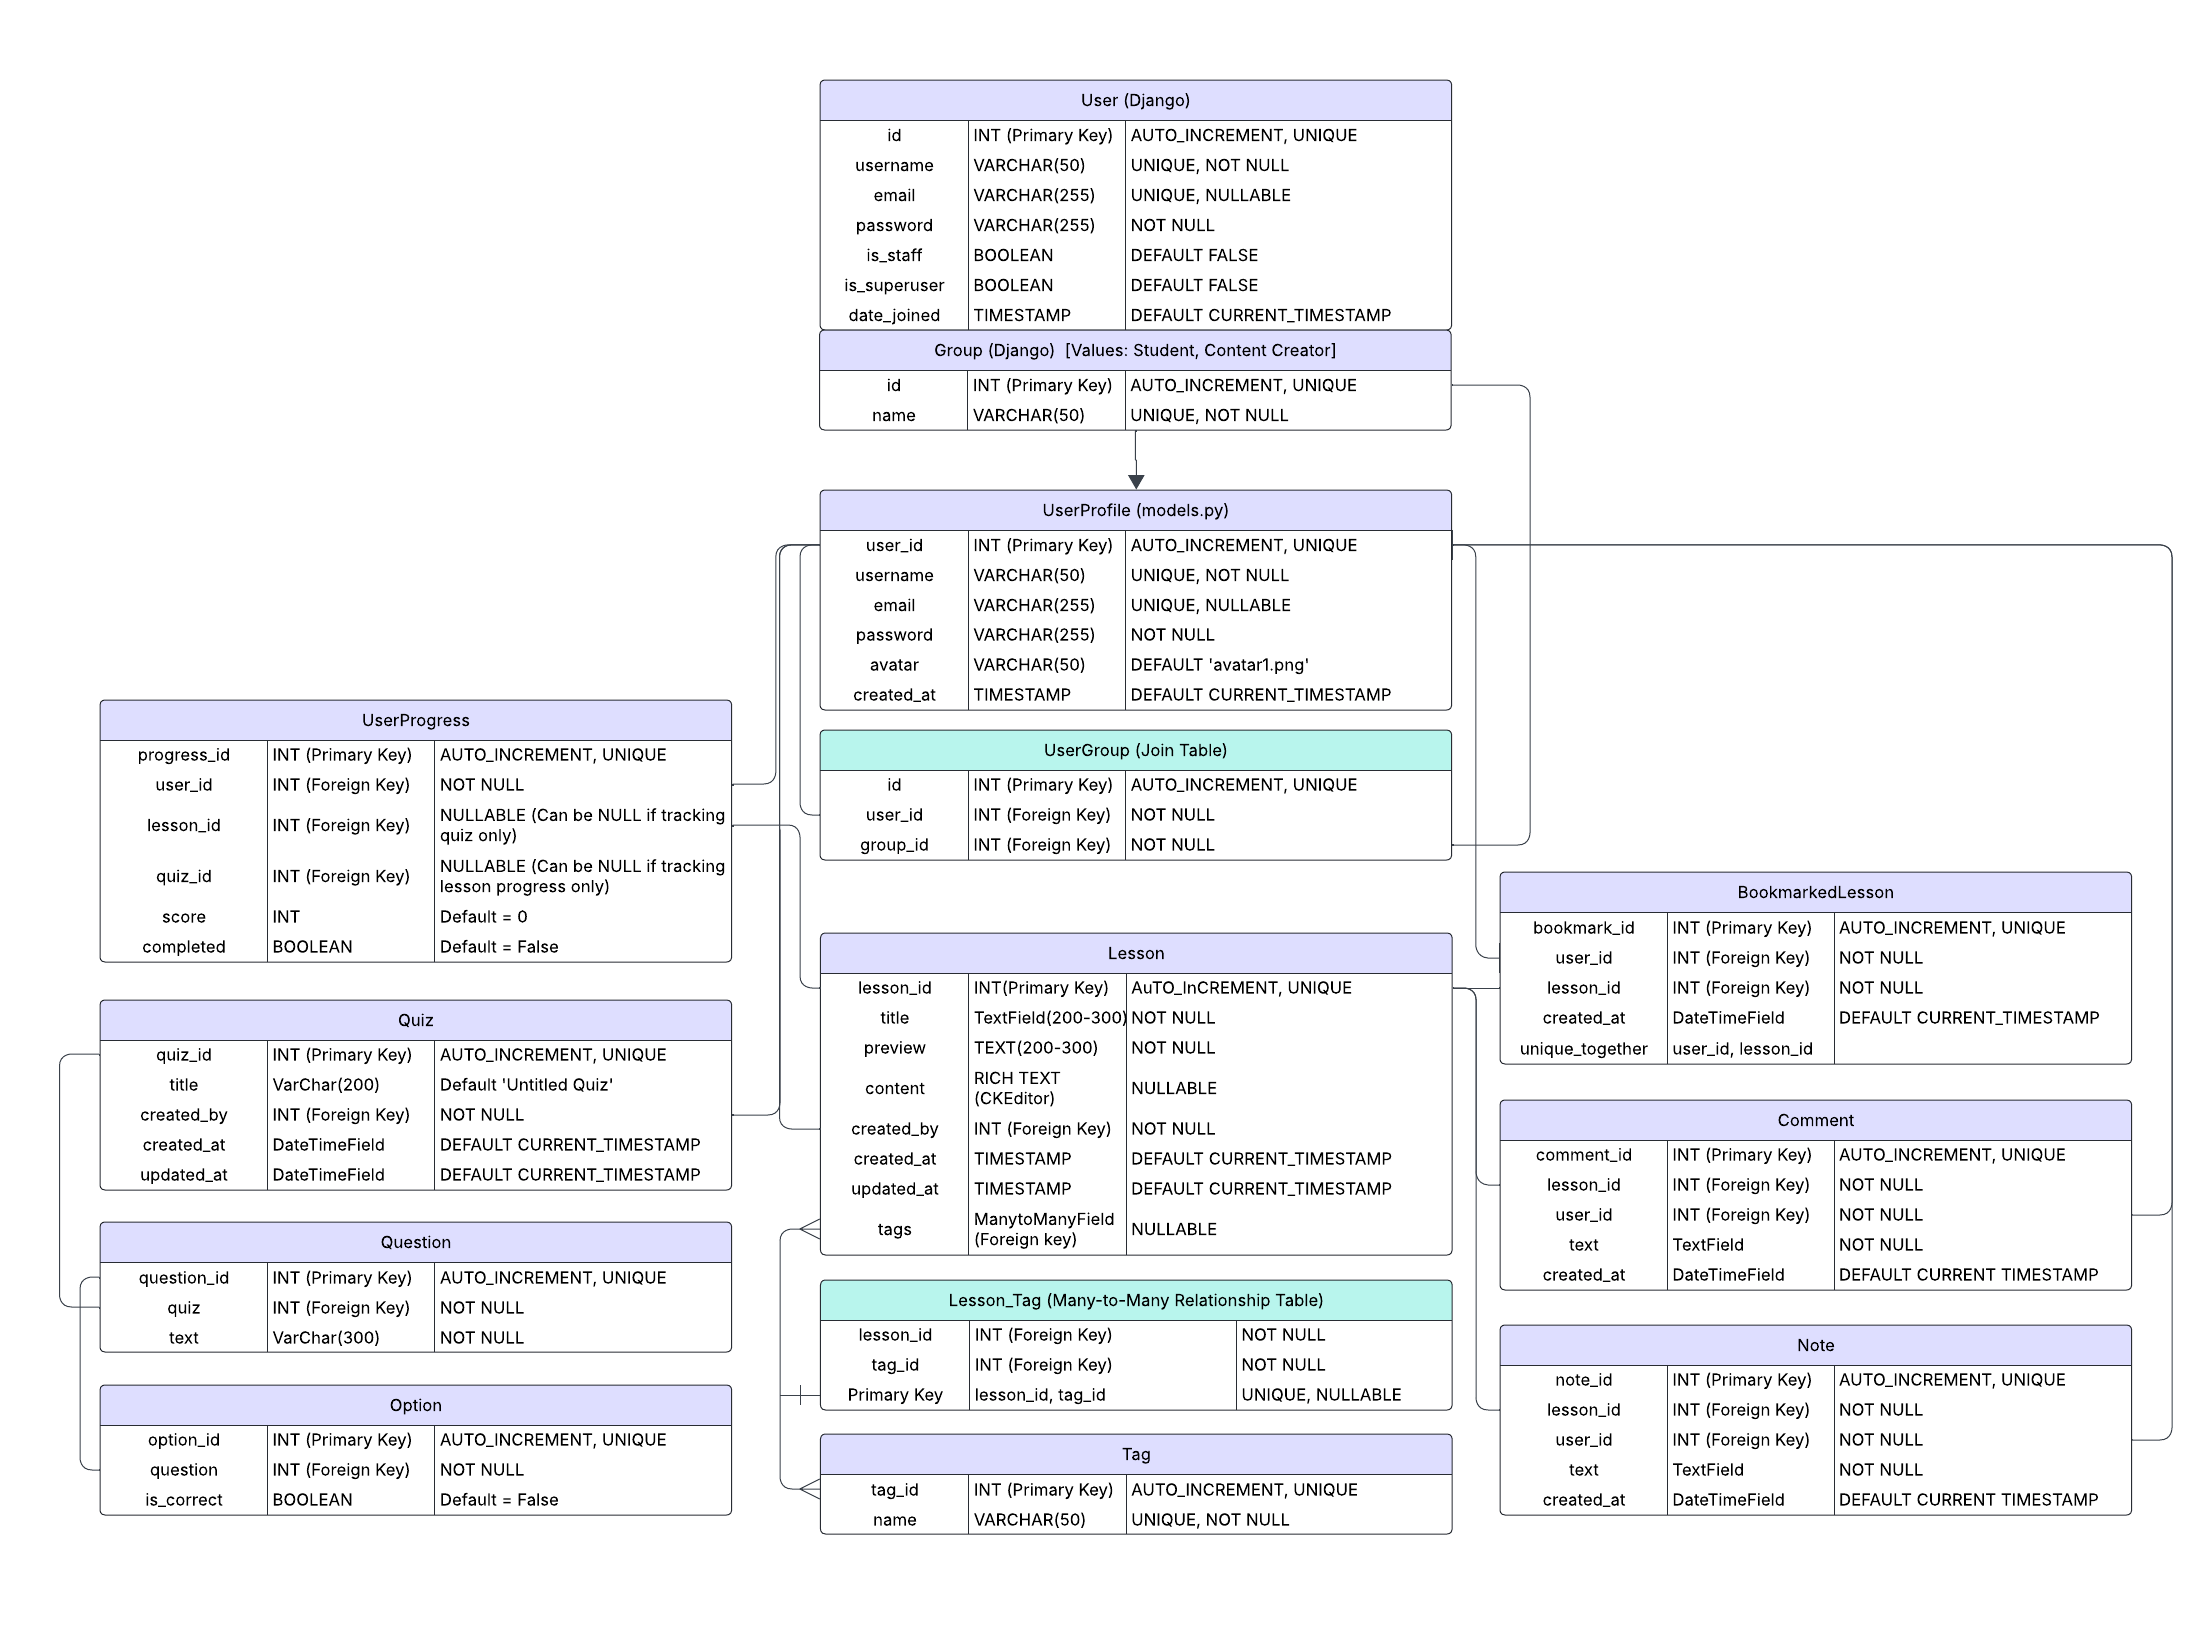 User (Django)
id INT (Primary Key) AUTO_INCREMENT, UNIQUE
username VARCHAR(50) UNIQUE, NOT NULL
email VARCHAR(255) UNIQUE, NULLABLE
password VARCHAR(255) NOT NULL
is_staff BOOLEAN DEFAULT FALSE
is_superuser BOOLEAN DEFAULT FALSE
date_joined TIMESTAMP DEFAULT CURRENT_TIMESTAMP
Group (Django) [Values: Student, Content Creator]
id INT (Primary Key) AUTO_INCREMENT, UNIQUE
name VARCHAR(50) UNIQUE, NOT NULL
UserProfile (models.py)
user_id INT (Primary Key) AUTO_INCREMENT, UNIQUE
username VARCHAR(50) UNIQUE, NOT NULL
email VARCHAR(255) UNIQUE, NULLABLE
password VARCHAR(255) NOT NULL
avatar VARCHAR(50) DEFAULT 'avatar1.png'
created_at TIMESTAMP DEFAULT CURRENT_TIMESTAMP
UserGroup (Join Table)
id INT (Primary Key) AUTO_INCREMENT, UNIQUE
user_id INT (Foreign Key) NOT NULL
group_id INT (Foreign Key) NOT NULL
UserProgress
progress_id INT (Primary Key) AUTO_INCREMENT, UNIQUE
user_id INT (Foreign Key) NOT NULL
lesson_id INT (Foreign Key) NULLABLE (Can be NULL if tracking
quiz only)
quiz_id INT (Foreign Key) NULLABLE (Can be NULL if tracking
lesson progress only)
score INT Default = 0
completed BOOLEAN Default = False
Quiz
quiz_id INT (Primary Key) AUTO_INCREMENT, UNIQUE
title VarChar(200) Default 'Untitled Quiz'
created_by INT (Foreign Key) NOT NULL
created_at DateTimeField DEFAULT CURRENT_TIMESTAMP
updated_at DateTimeField DEFAULT CURRENT_TIMESTAMP
Question
question_id INT (Primary Key) AUTO_INCREMENT, UNIQUE
quiz INT (Foreign Key) NOT NULL
text VarChar(300) NOT NULL
Option
option_id INT (Primary Key) AUTO_INCREMENT, UNIQUE
question INT (Foreign Key) NOT NULL
is_correct BOOLEAN Default = False
Lesson
lesson_id INT(Primary Key) AuTO_InCREMENT, UNIQUE
title TextField(200-300) NOT NULL
preview TEXT(200-300) NOT NULL
content RICH TEXT
(CKEditor) NULLABLE
created_by INT (Foreign Key) NOT NULL
created_at TIMESTAMP DEFAULT CURRENT_TIMESTAMP
updated_at TIMESTAMP DEFAULT CURRENT_TIMESTAMP
tags ManytoManyField
(Foreign key) NULLABLE
Lesson_Tag (Many-to-Many Relationship Table)
lesson_id INT (Foreign Key) NOT NULL
tag_id INT (Foreign Key) NOT NULL
Primary Key lesson_id, tag_id UNIQUE, NULLABLE
Tag
tag_id INT (Primary Key) AUTO_INCREMENT, UNIQUE
name VARCHAR(50) UNIQUE, NOT NULL
BookmarkedLesson
bookmark_id INT (Primary Key) AUTO_INCREMENT, UNIQUE
user_id INT (Foreign Key) NOT NULL
lesson_id INT (Foreign Key) NOT NULL
created_at DateTimeField DEFAULT CURRENT_TIMESTAMP
unique_together user_id, lesson_id
Comment
comment_id INT (Primary Key) AUTO_INCREMENT, UNIQUE
lesson_id INT (Foreign Key) NOT NULL
user_id INT (Foreign Key) NOT NULL
text TextField NOT NULL
created_at DateTimeField DEFAULT CURRENT TIMESTAMP
Note
note_id INT (Primary Key) AUTO_INCREMENT, UNIQUE
lesson_id INT (Foreign Key) NOT NULL
user_id INT (Foreign Key) NOT NULL
text TextField NOT NULL
created_at DateTimeField DEFAULT CURRENT TIMESTAMP